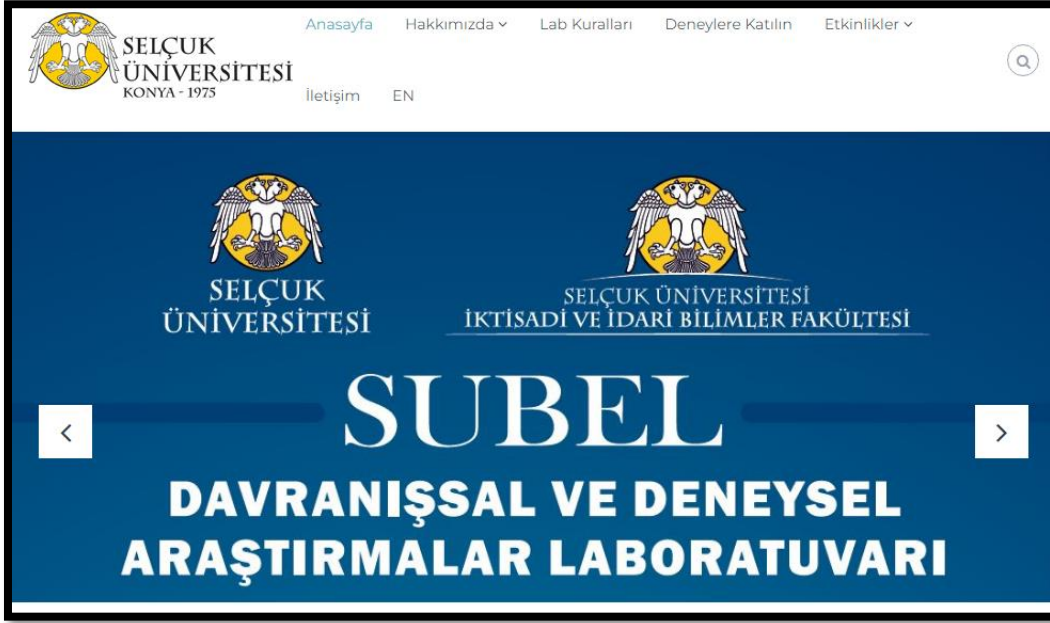 SELÇUK
ÜNİVERSİTESİ
KONYA - 1975
Anasayfa Hakkımızda Lab Kuralları Deneylere Katılın Etkinlikler
İletişim EN
SELÇUK
ÜNİVERSİTESİ
SELÇUK ÜNİVERSİTESİ
İKTİSADİ VE İDARİ BİLİMLER FAKÜLTESİ
SUBEL
DAVRANIŞSAL VE DENEYSEL
ARAŞTIRMALAR LABORATUVARI